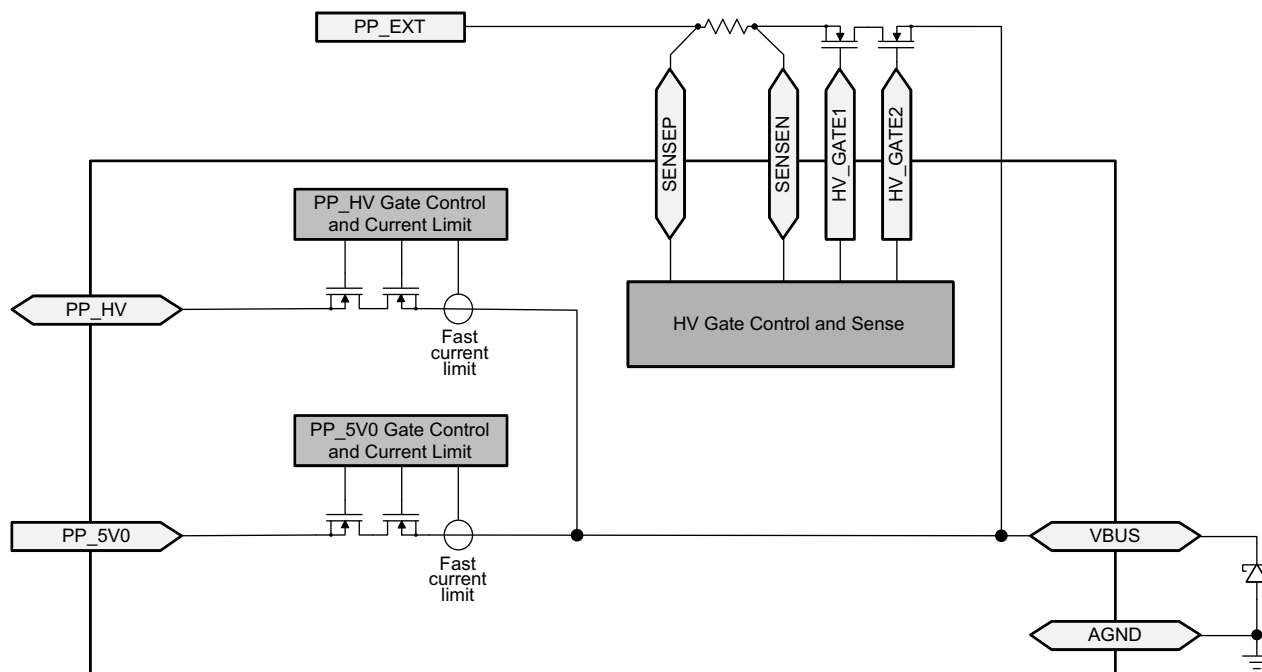 PP_EXT
SENSEP
SENSEN
HV_GATE1
HV_GATE2
PP_HV Gate Control
and Current Limit
PP_HV
Fast
current
limit
HV Gate Control and Sense
PP_5V0 Gate Control
and Current Limit
PP_5V0
Fast
current
limit
VBUS
AGND